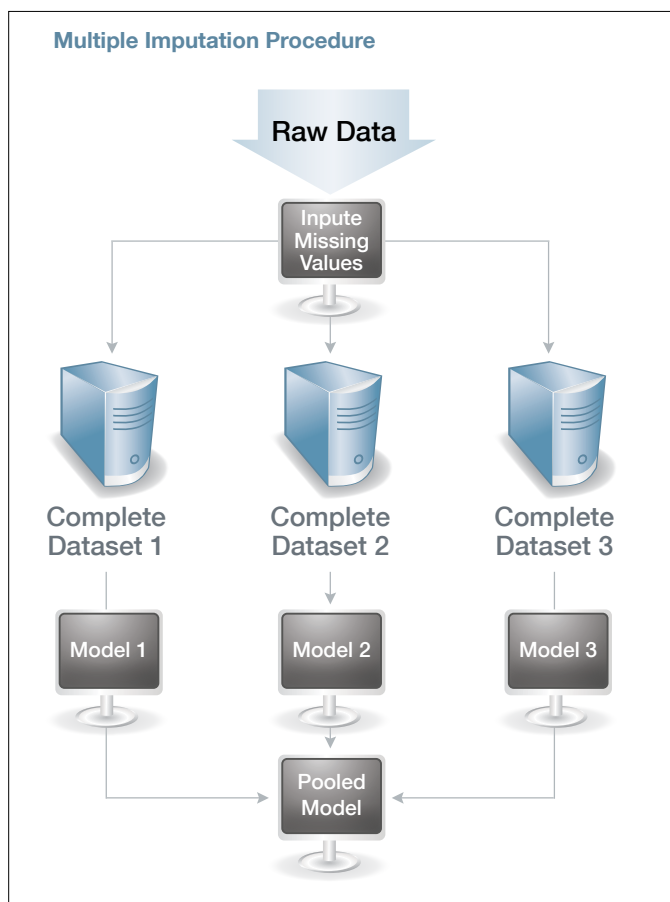 Multiple Imputation Procedure
Raw Data
Inpute
Missing
Values
Complete
Dataset 1
Complete
Dataset 2
Complete
Dataset 3
Model 1
Model 2
Model 3
Pooled
Model